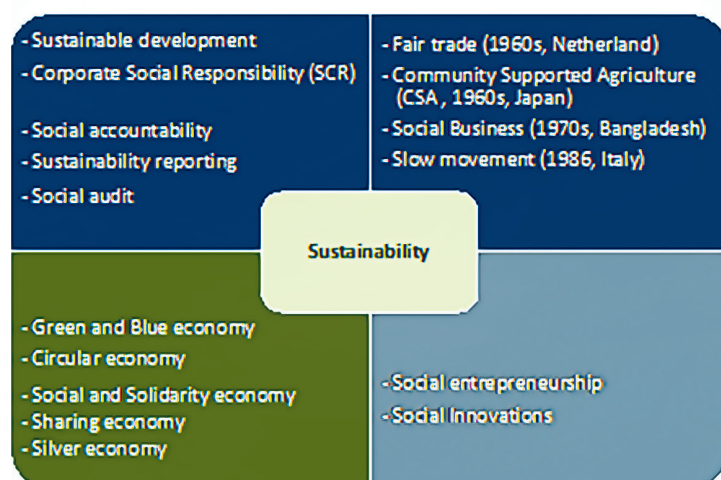 - Sustainable development
- Corporate Social Responsibility (SCR)
- Social accountability
- Sustainability reporting
- Social audit
- Fair trade (1960s, Netherland)
- Community Supported Agriculture
(CSA , 1960s, Japan)
- Social Business (1970s, Bangladesh)
- Slow movement (1986, Italy)
Sustainability
- Green and Blue economy
- Circular economy
- Social and Solidarity economy
- Sharing economy
- Silver economy
- Social entrepreneurship
- Social Innovations